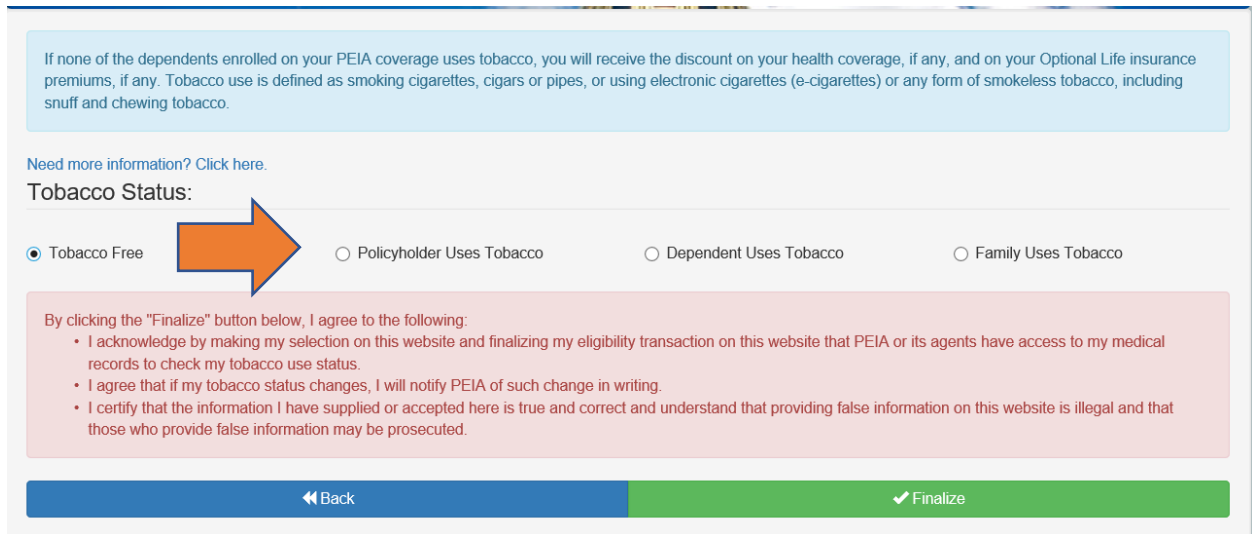 If none of the dependents enrolled on your PEIA coverage uses tobacco, you will receive the discount on your health coverage, if any, and on your Optional Life insurance
premiums, if any. Tobacco use is defined as smoking cigarettes, cigars or pipes, or using electronic cigarettes (e-cigarettes) or any form of smokeless tobacco, including
snuff and chewing tobacco.
Need more information? Click here.
Tobacco Status:
Tobacco Free Policyholder Uses Tobacco Dependent Uses Tobacco Family Uses Tobacco
By clicking the "Finalize" button below, I agree to the following:
• I acknowledge by making my selection on this website and finalizing my eligibility transaction on this website that PEIA or its agents have access to my medical
records to check my tobacco use status.
• I agree that if my tobacco status changes, I will notify PEIA of such change in writing.
• I certify that the information I have supplied or accepted here is true and correct and understand that providing false information on this website is illegal and that
those who provide false information may be prosecuted.
Back Finalize